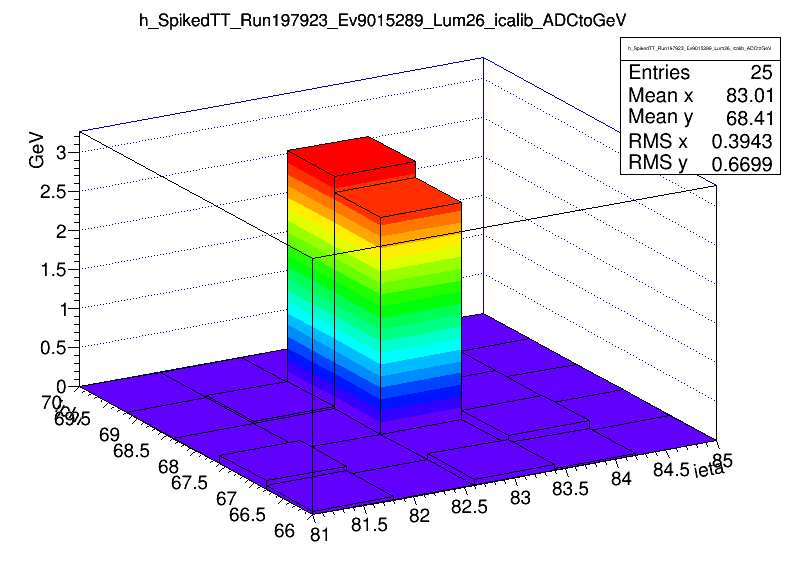 h_SpikedTT_Run197923_Ev9015289_Lum26_icalib_ADCtoGeV
h_SpikedTT_Run197923_Ev9015289_Lum26_icalib_ADCtoGeV
Entries 25
Mean x 83.01
Mean y 68.41
RMS x 0.3943
RMS y 0.6699
GeV
3
2.5
2
1.5
1
0.5
0
70
69.5
69
68.5
68
67.5
67
66.5
66
81
81.5
82
82.5
83
83.5
84
84.5
85
ieta